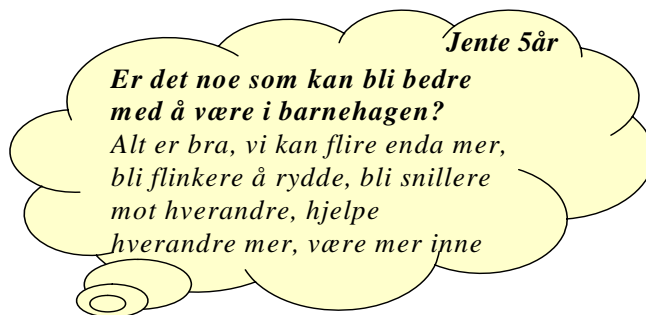 Jente 5år
Er det noe som kan bli bedre
med å være i barnehagen?
Alt er bra, vi kan flire enda mer,
bli flinkere å rydde, bli snillere
mot hverandre, hjelpe
hverandre mer, være mer inne